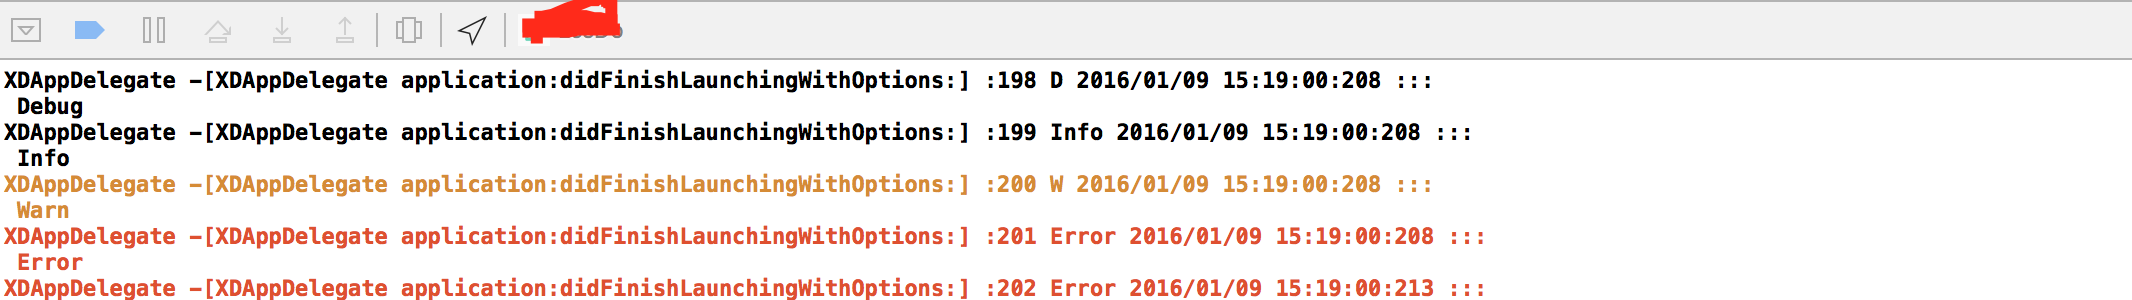 XDAppDelegate -[XDAppDelegate application:didFinishLaunchingWithOptions:] :198 D 2016/01/09 15:19:00:208 :::
Debug
XDAppDelegate -[XDAppDelegate application:didFinishLaunchingWithOptions:] :199 Info 2016/01/09 15:19:00:208 :::
Info
XDAppDelegate -[XDAppDelegate application:didFinishLaunchingWithOptions:] :200 W 2016/01/09 15:19:00:208 :::
Warn
XDAppDelegate -[XDAppDelegate application:didFinishLaunchingWithOptions:] :201 Error 2016/01/09 15:19:00:208 :::
Error
XDAppDelegate -[XDAppDelegate application:didFinishLaunchingWithOptions:] :202 Error 2016/01/09 15:19:00:213 :::